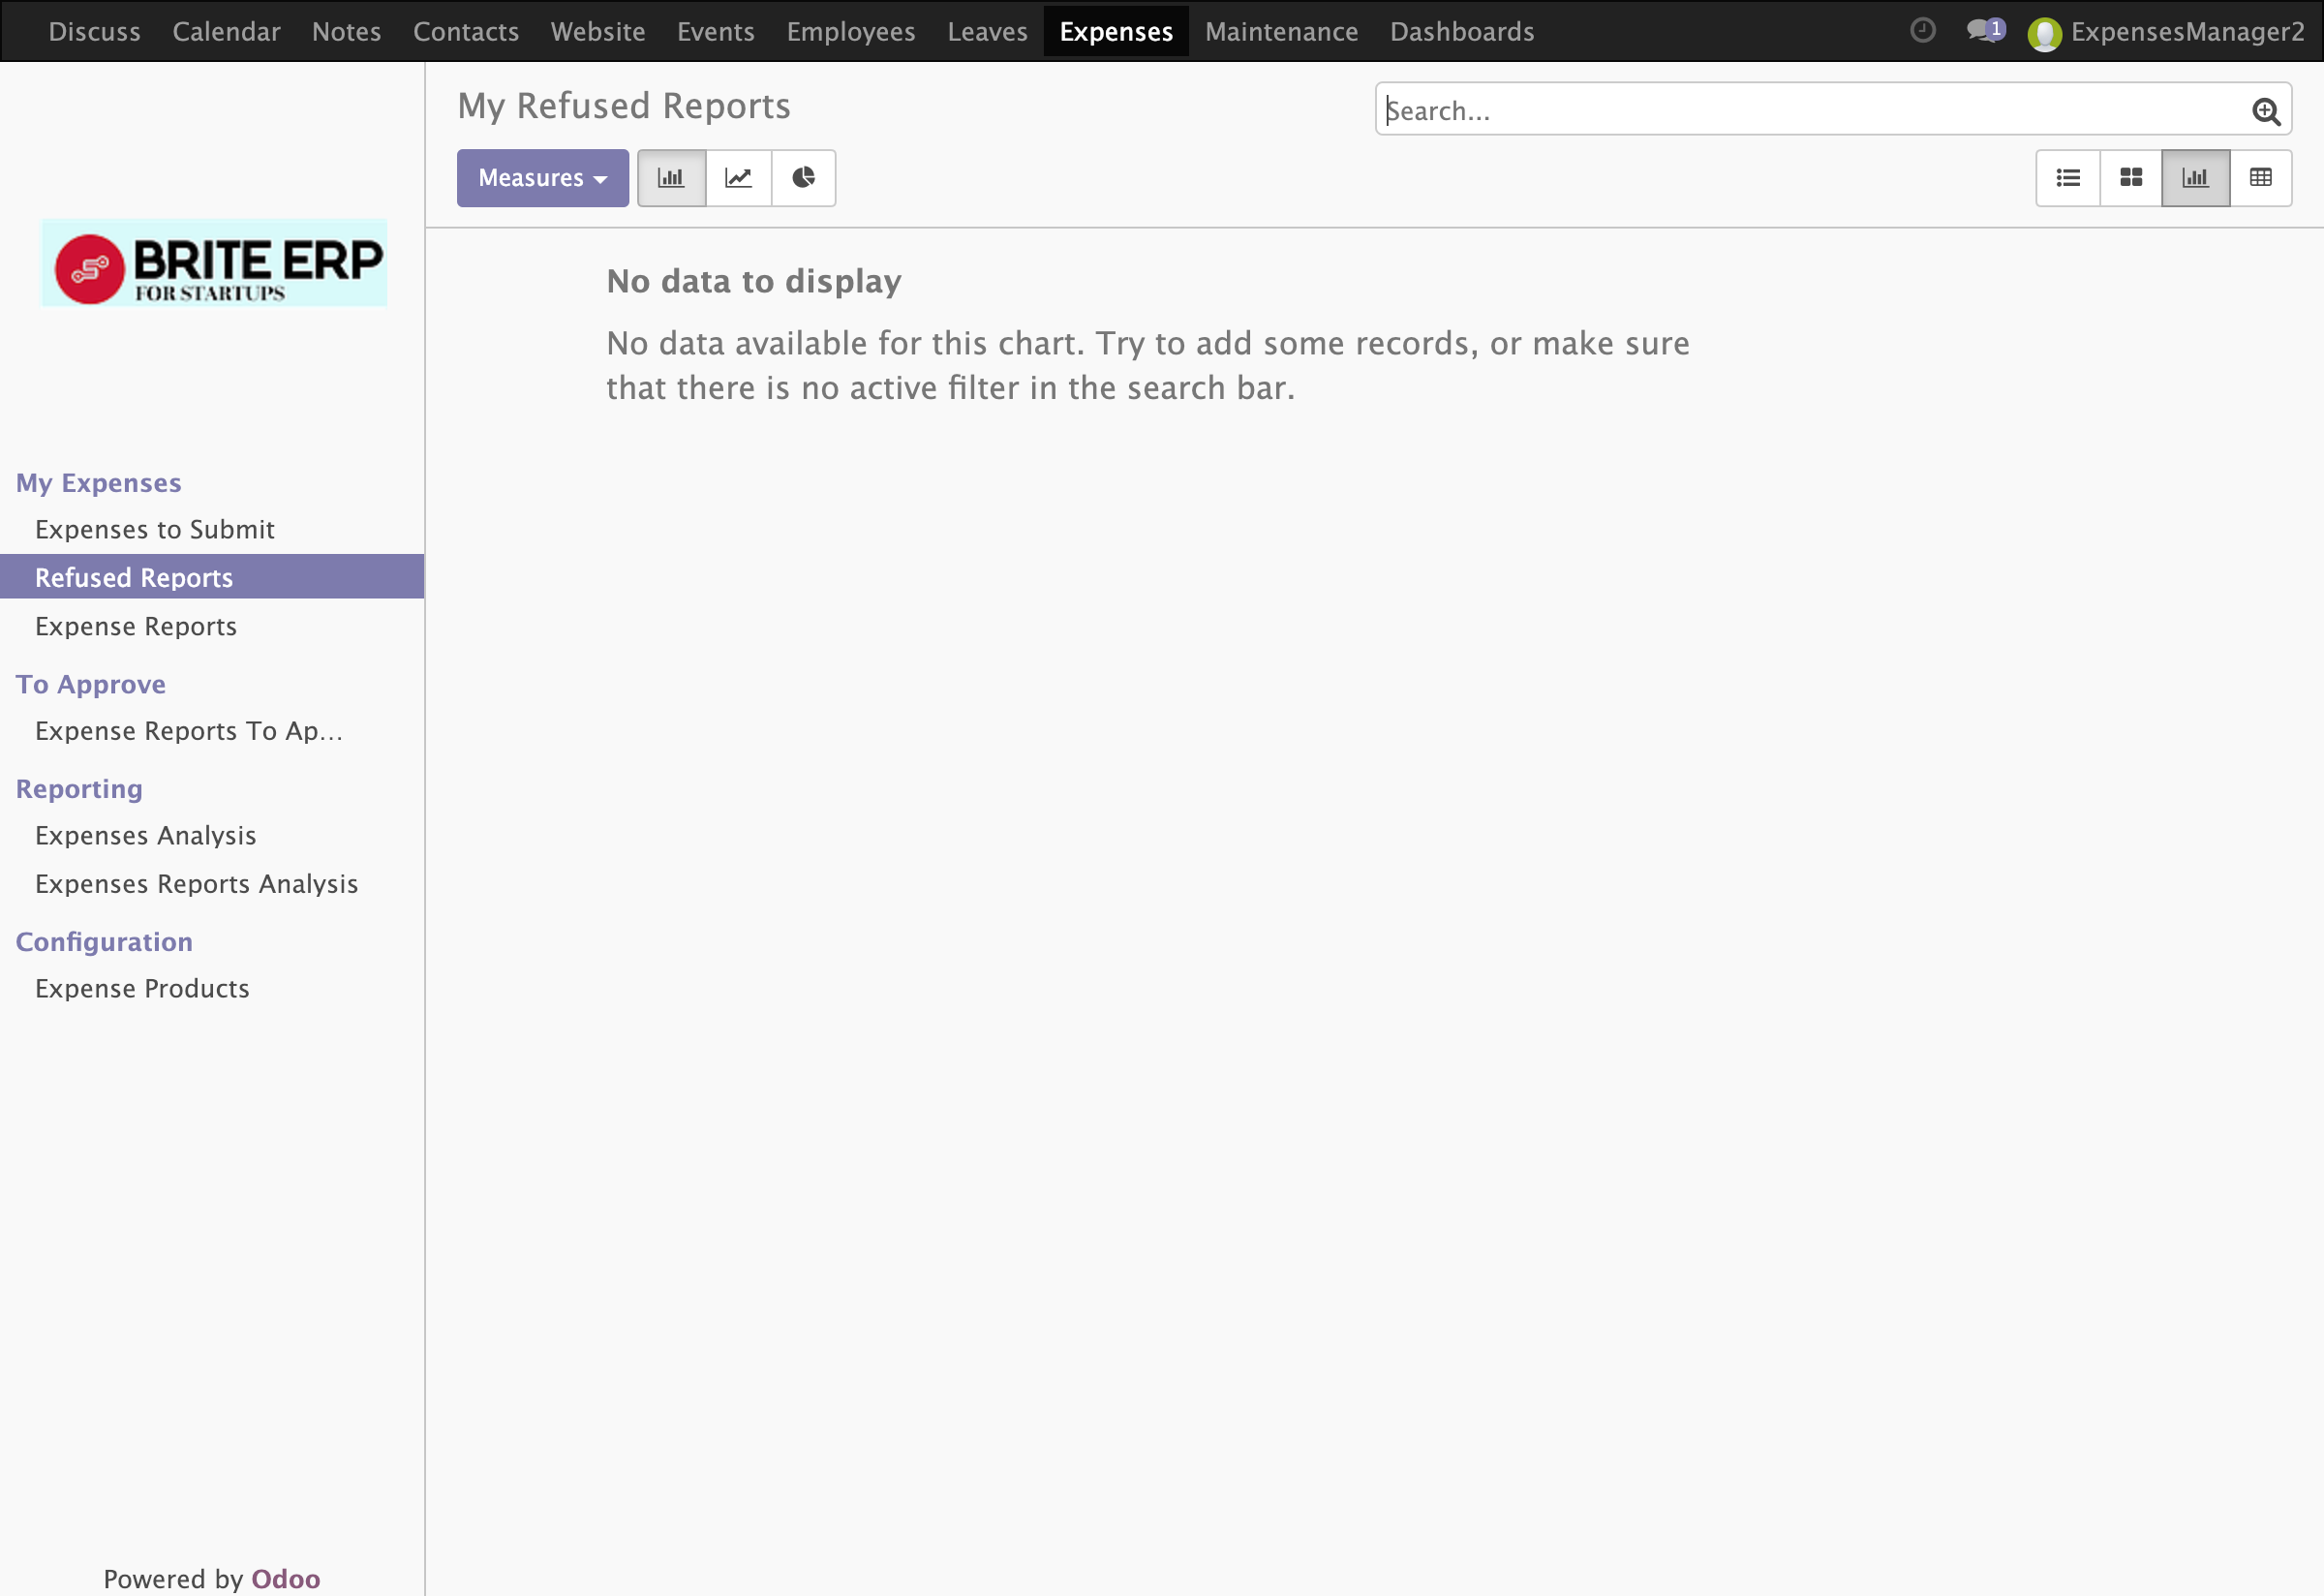 Discuss Calendar Notes Contacts Website Events Employees Leaves Expenses Maintenance Dashboards 1 ExpensesManager2
My Refused Reports
Search...
Measures
BRITE ERP
FOR STARTUPS
No data to display
No data available for this chart. Try to add some records, or make sure
that there is no active filter in the search bar.
My Expenses
Expenses to Submit
Refused Reports
Expense Reports
To Approve
Expense Reports To Ap...
Reporting
Expenses Analysis
Expenses Reports Analysis
Configuration
Expense Products
Powered by Odoo